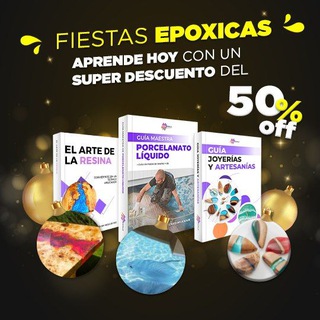 FIESTAS EPOXICAS
APRENDE HOY CON UN
SUPER DESCUENTO DEL
50%
off
EL ARTE DE
LA RESINA
GUÍA MAESTRA
PORCELANATO
LÍQUIDO
GUÍA
JOYERÍAS
Y ARTESANÍAS